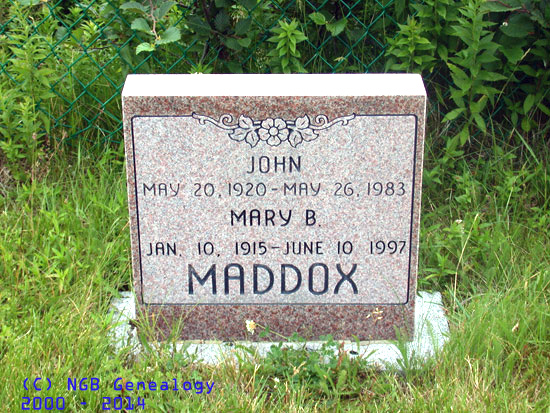 JOHN
MAY 20, 1920 - MAY 26, 1983
MARY B.
JAN. 10, 1915 - JUNE 10 1997
MADDOX
(C) NGB Genealogy
2000 + 2014